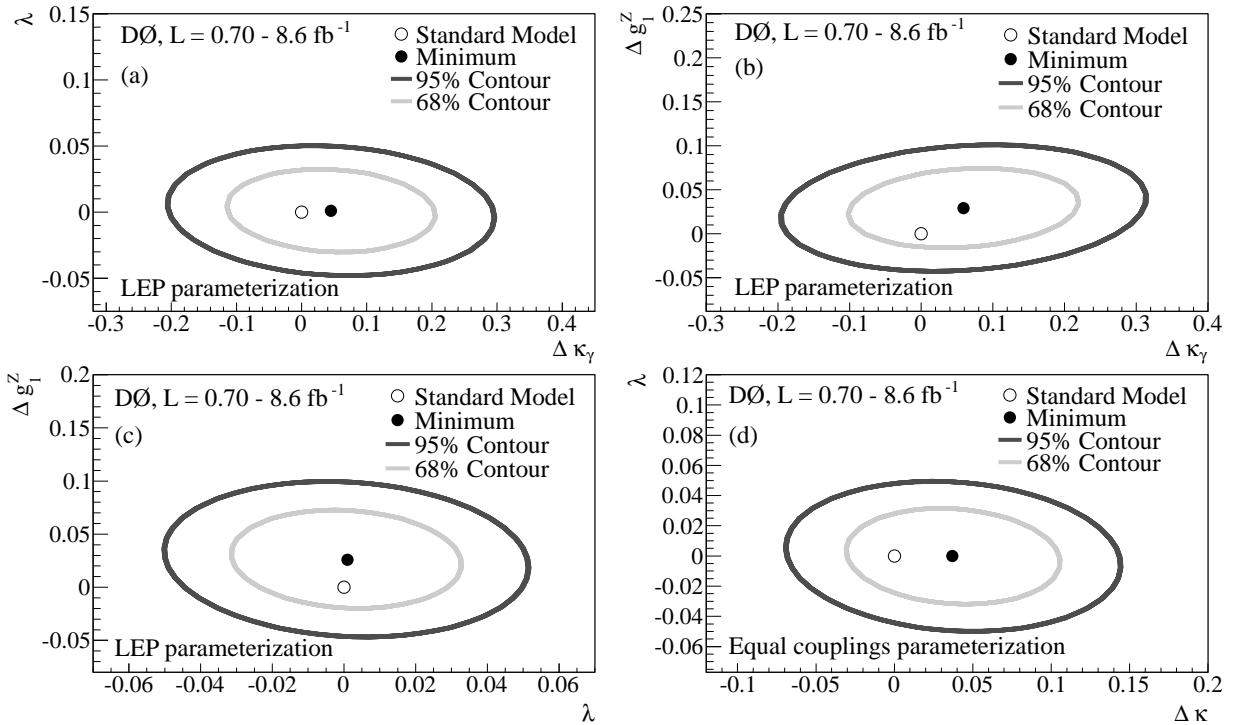 λ
0.15
0.1
0.05
0
-0.05
DØ, L = 0.70 - 8.6 fb⁻¹
(a)
Standard Model
Minimum
95% Contour
68% Contour
LEP parameterization
-0.3 -0.2 -0.1 0 0.1 0.2 0.3 0.4
Δ κγ
Δ g₁ᶻ
0.25
0.2
0.15
0.1
0.05
0
-0.05
DØ, L = 0.70 - 8.6 fb⁻¹
(b)
Standard Model
Minimum
95% Contour
68% Contour
LEP parameterization
-0.3 -0.2 -0.1 0 0.1 0.2 0.3 0.4
Δ κγ
Δ g₁ᶻ
0.2
0.15
0.1
0.05
0
-0.05
DØ, L = 0.70 - 8.6 fb⁻¹
(c)
Standard Model
Minimum
95% Contour
68% Contour
LEP parameterization
-0.06 -0.04 -0.02 0 0.02 0.04 0.06
λ
λ
0.12
0.1
0.08
0.06
0.04
0.02
0
-0.02
-0.04
-0.06
DØ, L = 0.70 - 8.6 fb⁻¹
(d)
Standard Model
Minimum
95% Contour
68% Contour
Equal couplings parameterization
-0.1 -0.05 0 0.05 0.1 0.15 0.2
Δ κ